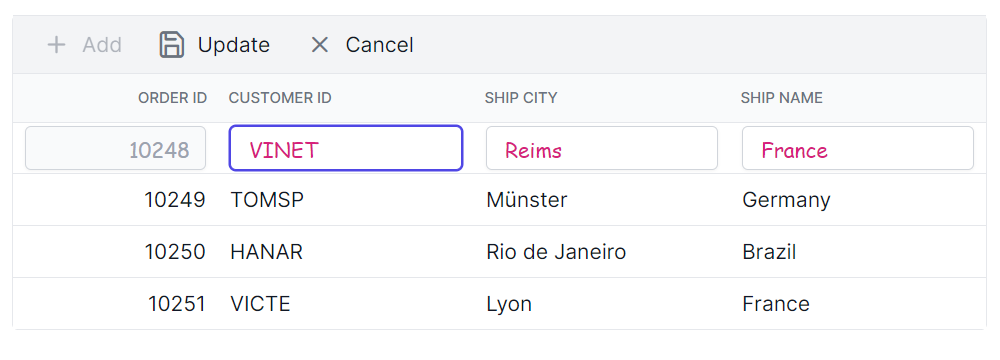 Add Update Cancel
ORDER ID CUSTOMER ID SHIP CITY SHIP NAME
10248 VINET Reims France
10249 TOMSP Münster Germany
10250 HANAR Rio de Janeiro Brazil
10251 VICTE Lyon France